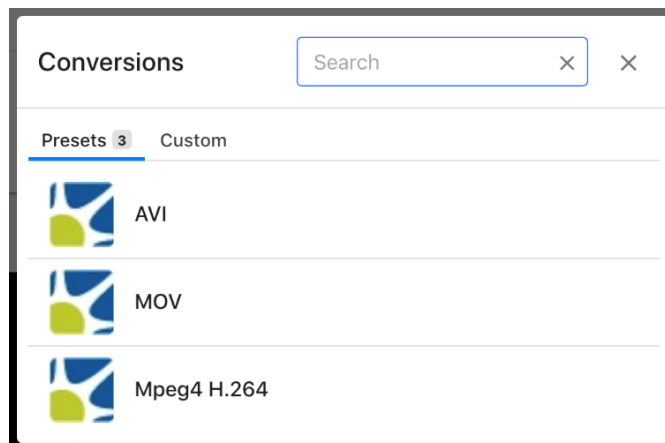 Conversions
Search
Presets 3 Custom
AVI
MOV
Mpeg4 H.264